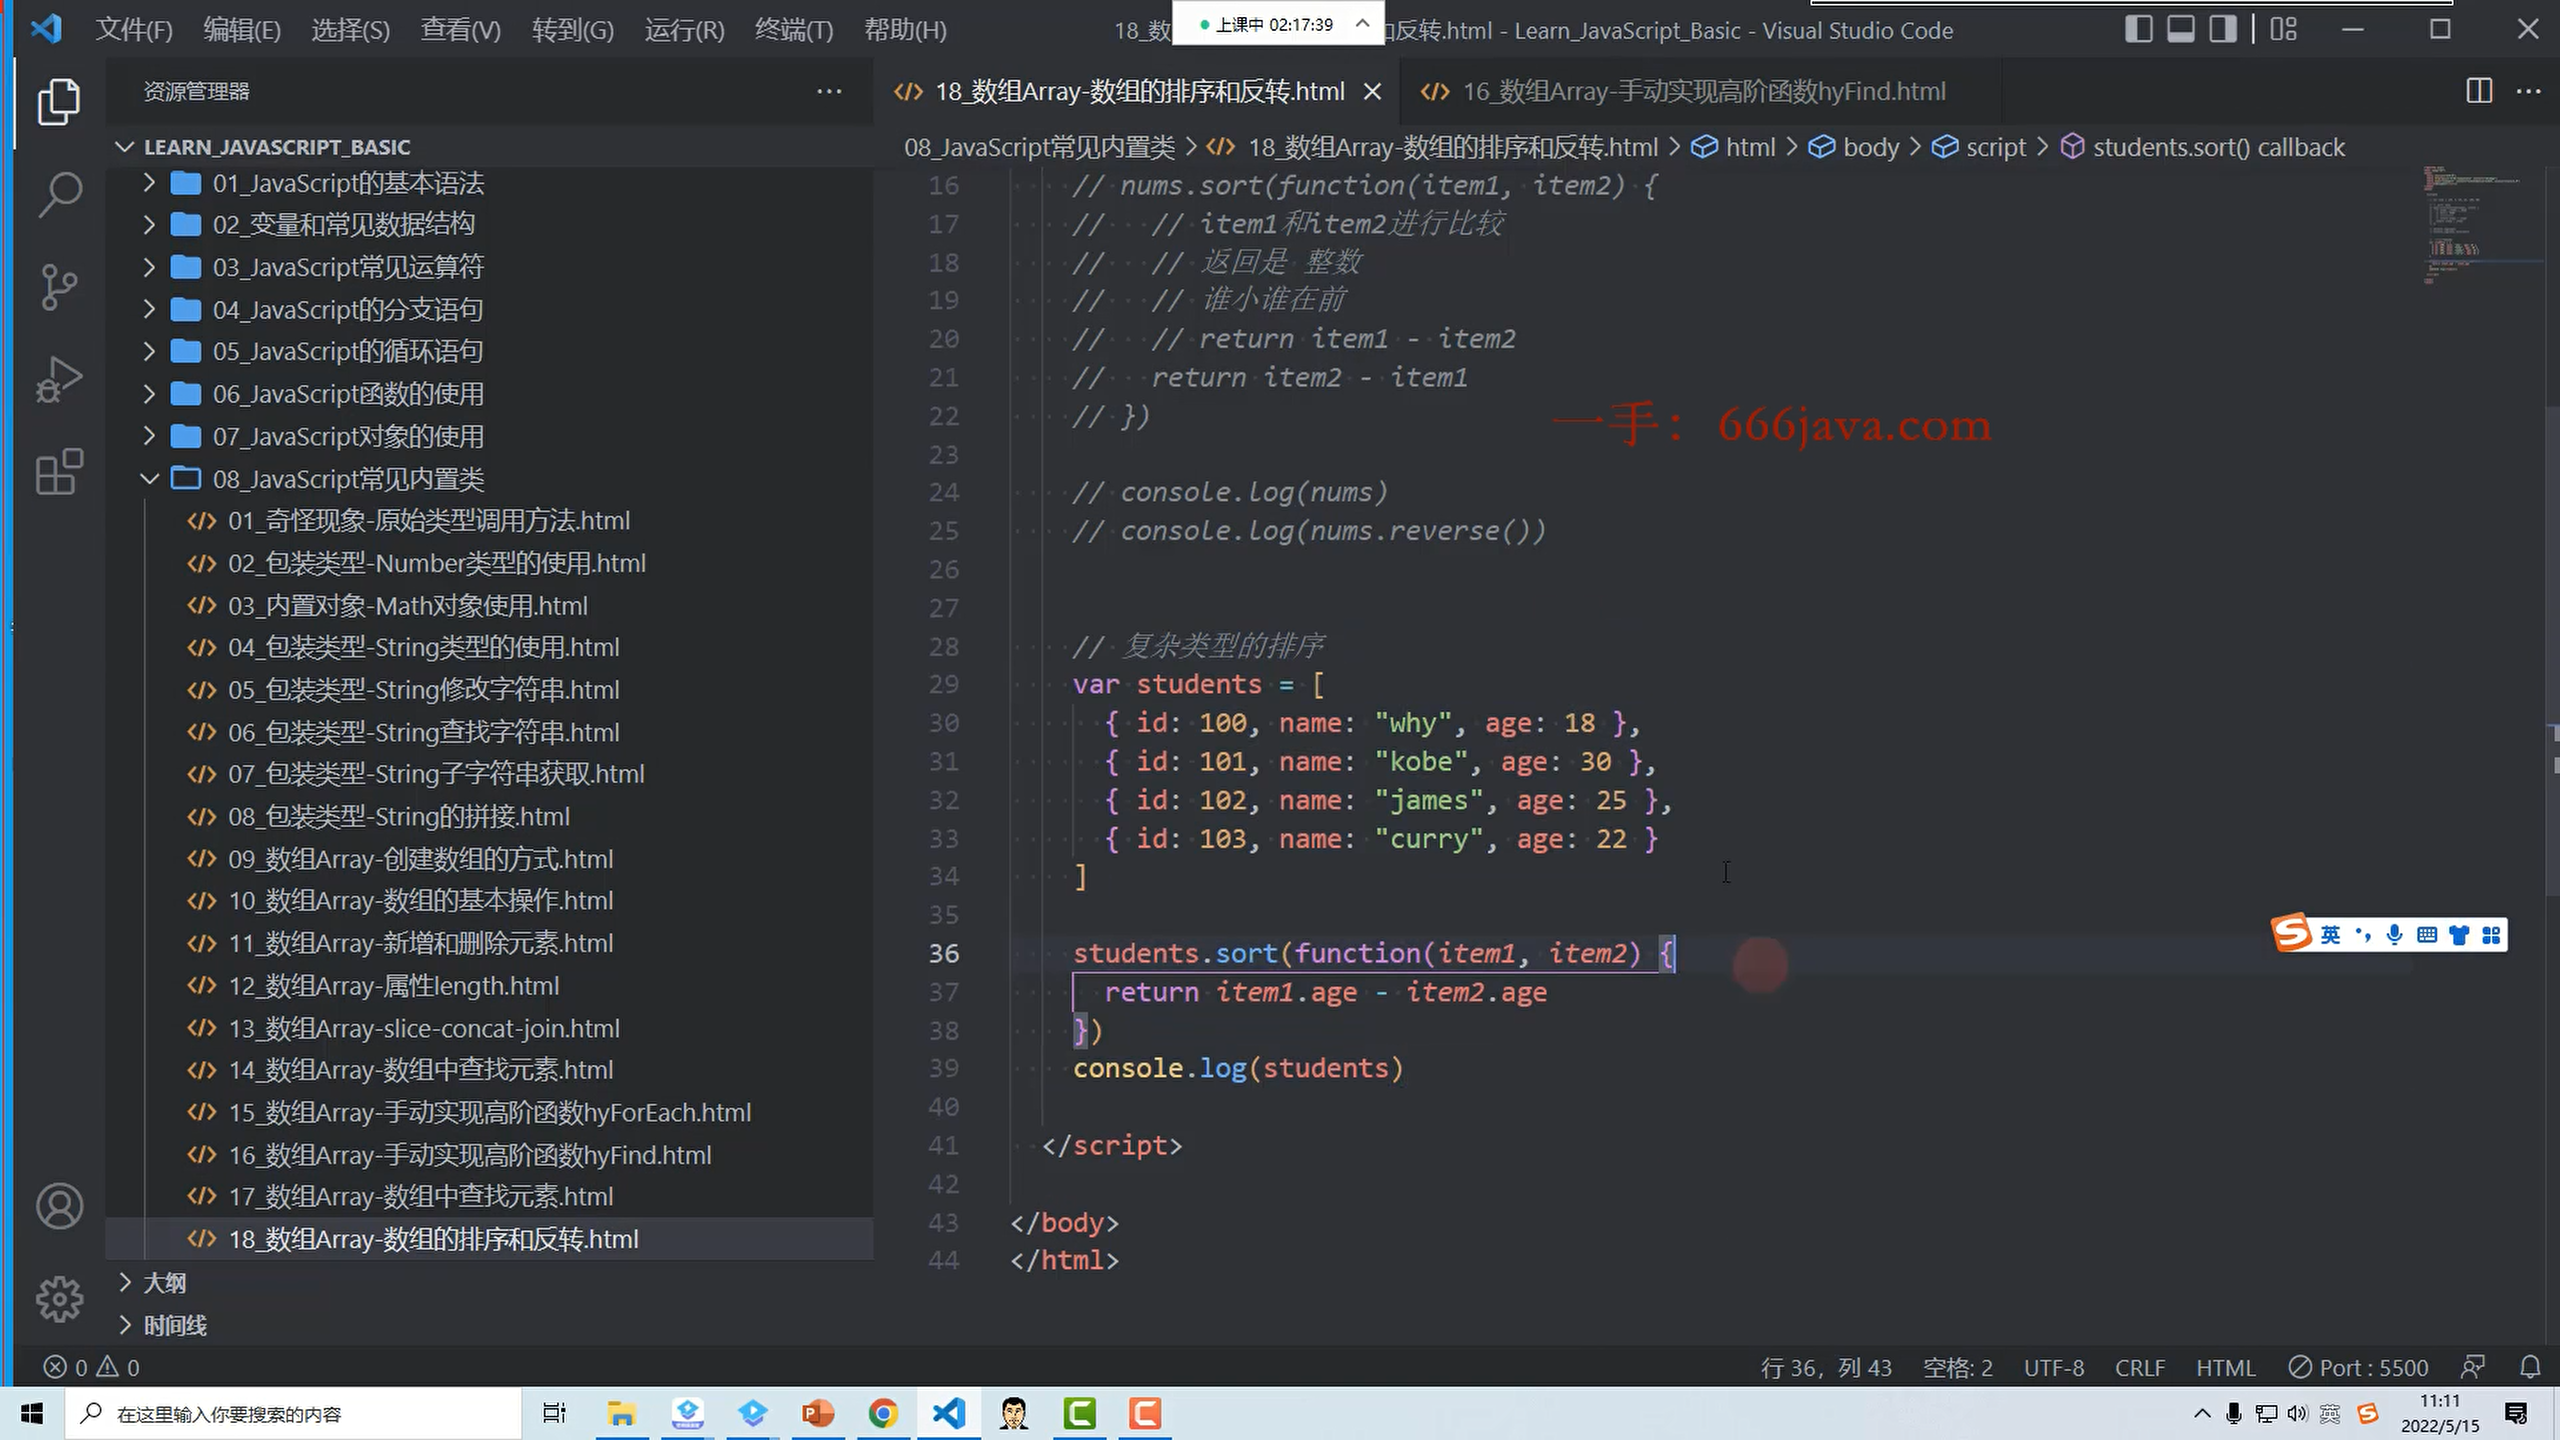 文件(F) 编辑(E) 选择(S) 查看(V) 转到(G) 运行(R) 终端(T) 帮助(H)
上课中 02:17:39
反转.html - Learn_JavaScript_Basic - Visual Studio Code
资源管理器
18_数组Array-数组的排序和反转.html
16_数组Array-手动实现高阶函数hyFind.html
08_JavaScript常见内置类 > 18_数组Array-数组的排序和反转.html > html > body > script > students.sort() callback
LEARN_JAVASCRIPT_BASIC
01_JavaScript的基本语法
02_变量和常见数据结构
03_JavaScript常见运算符
04_JavaScript的分支语句
05_JavaScript的循环语句
06_JavaScript函数的使用
07_JavaScript对象的使用
08_JavaScript常见内置类
01_奇怪现象-原始类型调用方法.html
02_包装类型-Number类型的使用.html
03_内置对象-Math对象使用.html
04_包装类型-String类型的使用.html
05_包装类型-String修改字符串.html
06_包装类型-String查找字符串.html
07_包装类型-String子字符串获取.html
08_包装类型-String的拼接.html
09_数组Array-创建数组的方式.html
10_数组Array-数组的基本操作.html
11_数组Array-新增和删除元素.html
12_数组Array-属性length.html
13_数组Array-slice-concat-join.html
14_数组Array-数组中查找元素.html
15_数组Array-手动实现高阶函数hyForEach.html
16_数组Array-手动实现高阶函数hyFind.html
17_数组Array-数组中查找元素.html
18_数组Array-数组的排序和反转.html
大纲
时间线
16 // nums.sort(function(item1, item2) {
17 // // item1和item2进行比较
18 // // 返回是 整数
19 // // 谁小谁在前
20 // // return item1 - item2
21 // return item2 - item1
22 // })
一手：666java.com
23
24 // console.log(nums)
25 // console.log(nums.reverse())
26
27
28 // 复杂类型的排序
29 var students = [
30 { id: 100, name: "why", age: 18 },
31 { id: 101, name: "kobe", age: 30 },
32 { id: 102, name: "james", age: 25 },
33 { id: 103, name: "curry", age: 22 }
34 ]
35
36 students.sort(function(item1, item2) {
37 return item1.age - item2.age
38 })
39 console.log(students)
40
41 </script>
42
43 </body>
44 </html>
英
0 0
行 36，列 43 空格: 2 UTF-8 CRLF HTML Port : 5500
在这里输入你要搜索的内容
英
11:11
2022/5/15